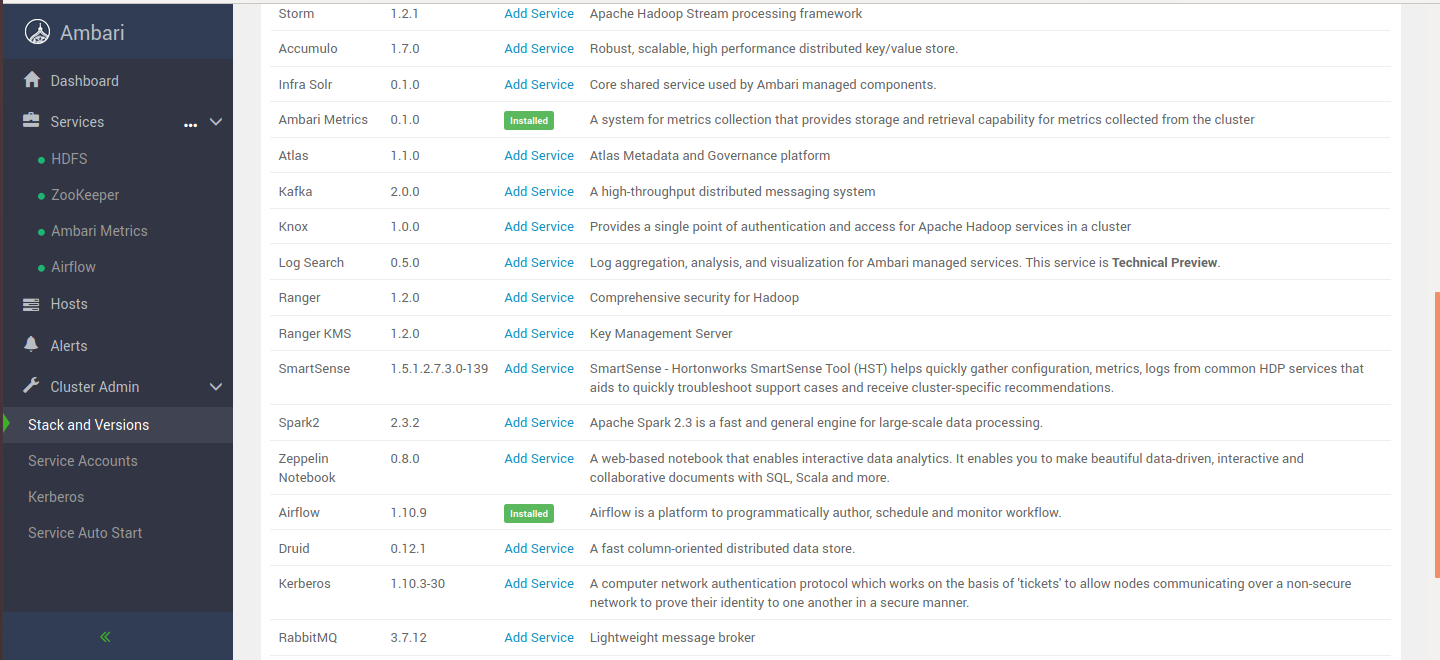 Ambari
Dashboard
Services
HDFS
ZooKeeper
Ambari Metrics
Airflow
Hosts
Alerts
Cluster Admin
Stack and Versions
Service Accounts
Kerberos
Service Auto Start
Storm 1.2.1 Add Service Apache Hadoop Stream processing framework
Accumulo 1.7.0 Add Service Robust, scalable, high performance distributed key/value store.
Infra Solr 0.1.0 Add Service Core shared service used by Ambari managed components.
Ambari Metrics 0.1.0 Installed A system for metrics collection that provides storage and retrieval capability for metrics collected from the cluster
Atlas 1.1.0 Add Service Atlas Metadata and Governance platform
Kafka 2.0.0 Add Service A high-throughput distributed messaging system
Knox 1.0.0 Add Service Provides a single point of authentication and access for Apache Hadoop services in a cluster
Log Search 0.5.0 Add Service Log aggregation, analysis, and visualization for Ambari managed services. This service is Technical Preview.
Ranger 1.2.0 Add Service Comprehensive security for Hadoop
Ranger KMS 1.2.0 Add Service Key Management Server
SmartSense 1.5.1.2.7.3.0-139 Add Service SmartSense - Hortonworks SmartSense Tool (HST) helps quickly gather configuration, metrics, logs from common HDP services that
aids to quickly troubleshoot support cases and receive cluster-specific recommendations.
Spark2 2.3.2 Add Service Apache Spark 2.3 is a fast and general engine for large-scale data processing.
Zeppelin 0.8.0 Add Service A web-based notebook that enables interactive data analytics. It enables you to make beautiful data-driven, interactive and
Notebook collaborative documents with SQL, Scala and more.
Airflow 1.10.9 Installed Airflow is a platform to programmatically author, schedule and monitor workflow.
Druid 0.12.1 Add Service A fast column-oriented distributed data store.
Kerberos 1.10.3-30 Add Service A computer network authentication protocol which works on the basis of 'tickets' to allow nodes communicating over a non-secure
network to prove their identity to one another in a secure manner.
RabbitMQ 3.7.12 Add Service Lightweight message broker